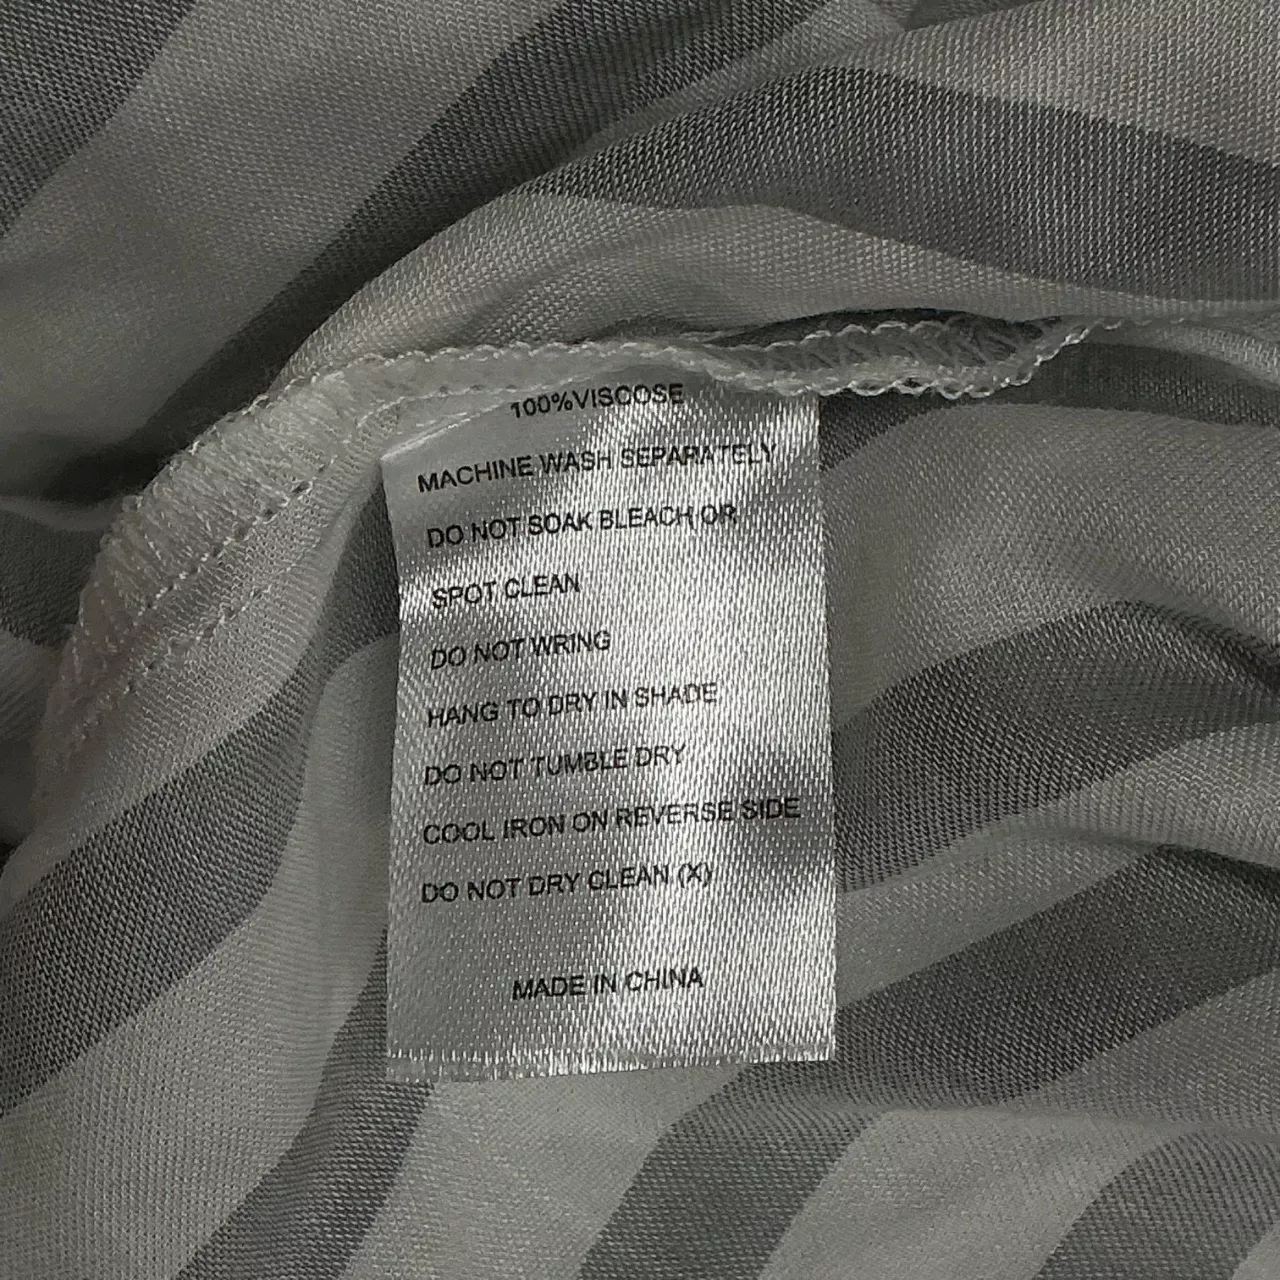 100%VISCOSE
MACHINE WASH SEPARATELY
DO NOT SOAK BLEACH OR
SPOT CLEAN
DO NOT WRING
HANG TO DRY IN SHADE
DO NOT TUMBLE DRY
COOL IRON ON REVERSE SIDE
DO NOT DRY CLEAN (X)
MADE IN CHINA